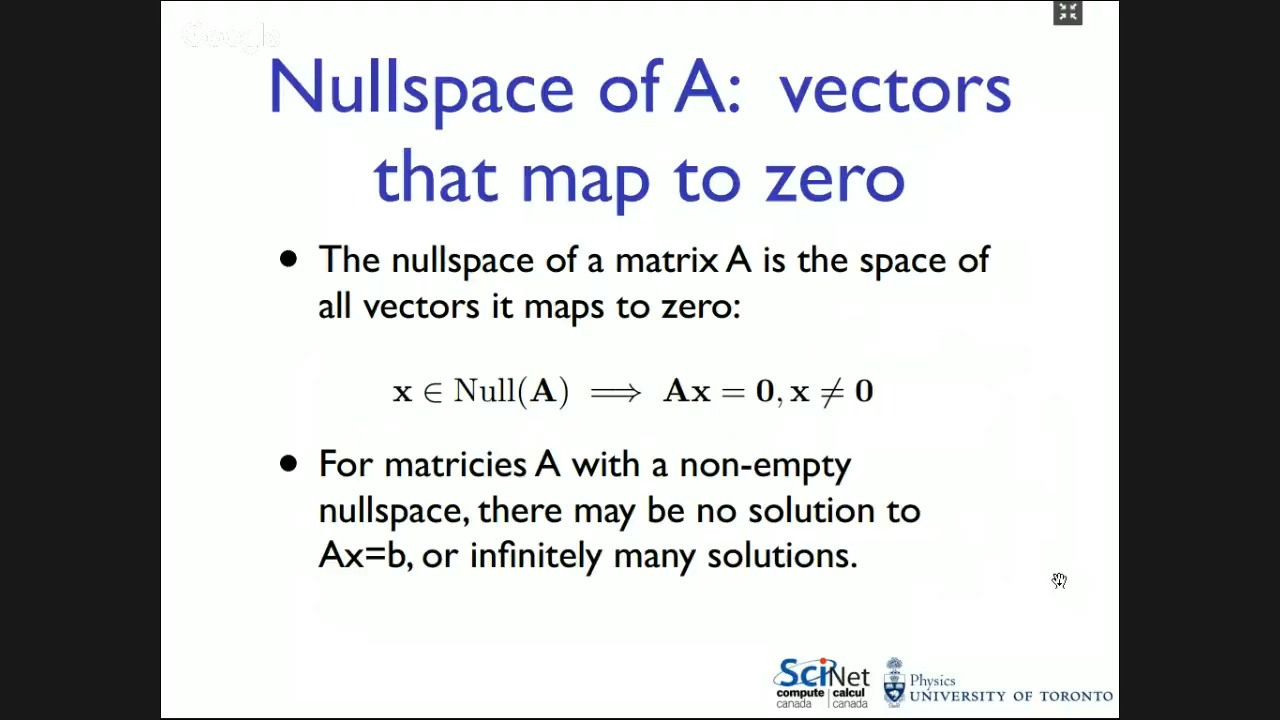 Google
Nullspace of A: vectors
that map to zero
• The nullspace of a matrix A is the space of
all vectors it maps to zero:
x ∈ Null(A) ⟹ Ax = 0, x ≠ 0
• For matricies A with a non-empty
nullspace, there may be no solution to
Ax=b, or infinitely many solutions.
SciNet
compute | calcul
canada | canada
Physics
UNIVERSITY OF TORONTO